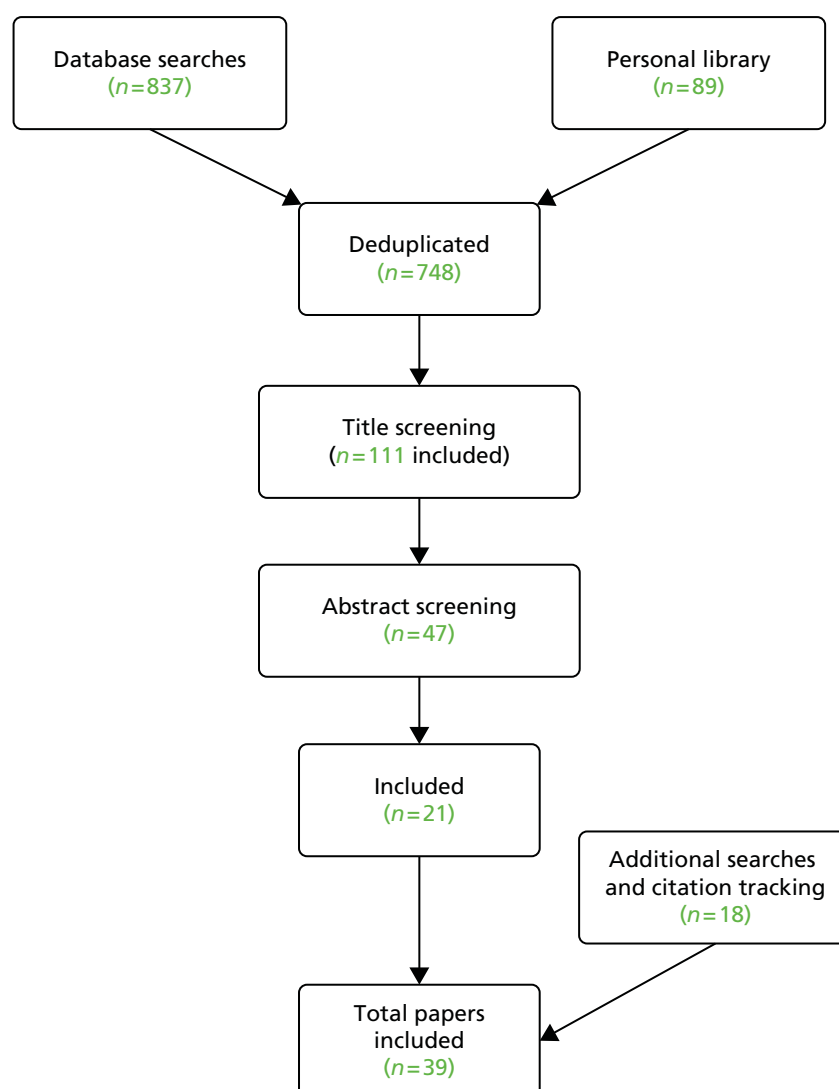 Database searches
(n=837)
Personal library
(n=89)
Deduplicated
(n=748)
Title screening
(n=111 included)
Abstract screening
(n=47)
Included
(n=21)
Additional searches
and citation tracking
(n=18)
Total papers
included
(n=39)